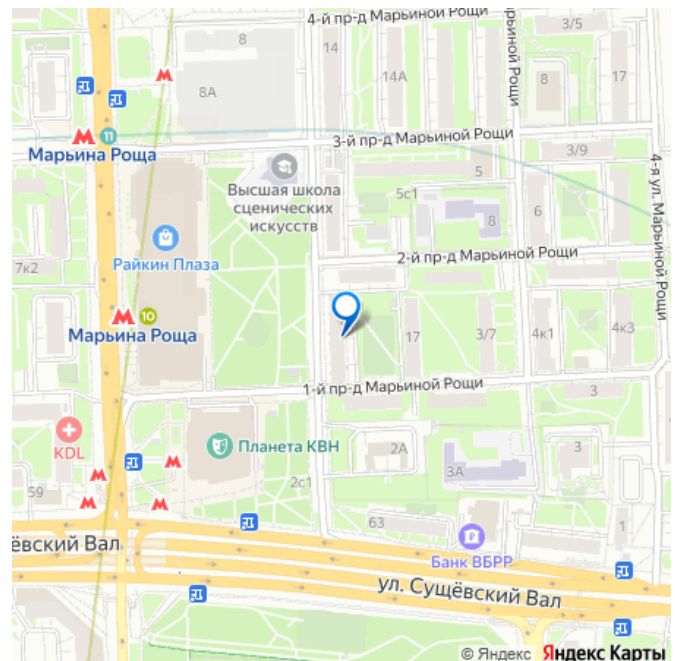 4-й пр-д Марьиной Рощи
3/5
8
14
8А
14А
8
17
11
Марьина Роща
3-й пр-д Марьиной Рощи
3/9
Высшая школа
сценических
искусств
5
5с1
8
6
4-я ул. Марьиной Рощи
Райкин Плаза
7к2
2-й пр-д Марьиной Рощи
10
Марьина Роща
17
3/7
4к1
4к3
1-й пр-д Марьиной Рощи
3
KDL
Планета КВН
2А
3А
3
59
2с1
63
1
ёвский Вал
Банк ВБРР
ул. Сущёвский Вал
© Яндекс Яндекс Карты